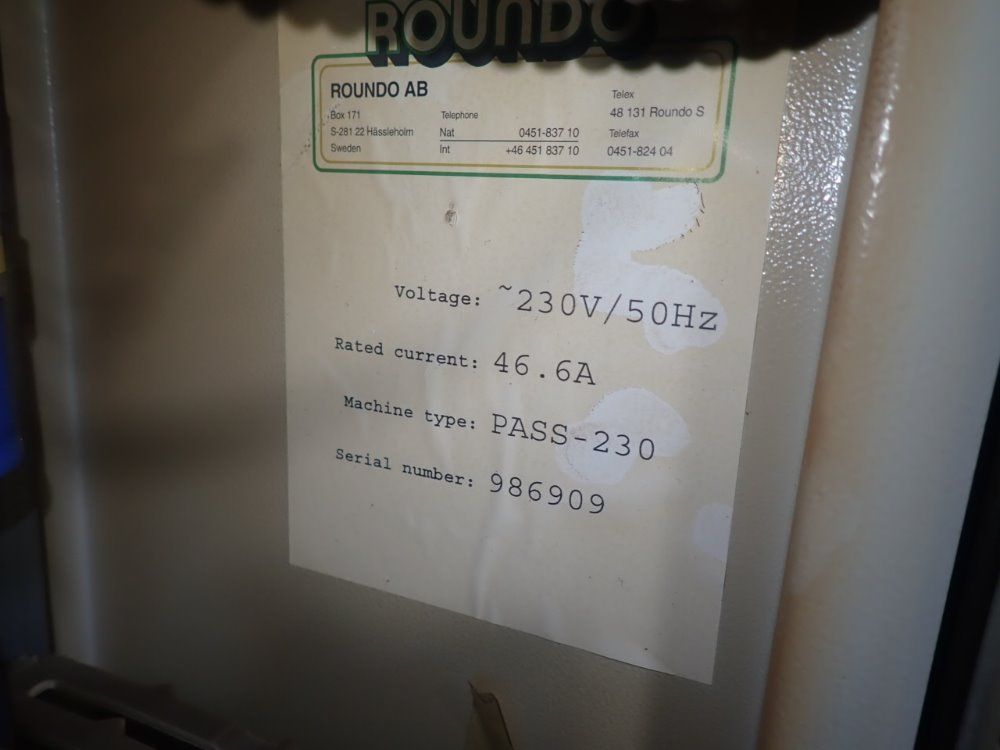 ROUNDO
ROUNDO AB
Box 171
S-281 22 Hässleholm
Sweden
Telephone
Nat 0451-837 10
Int +46 451 837 10
Telex
48 131 Roundo S
Telefax
0451-824 04
Voltage: ~230V/50Hz
Rated current: 46.6A
Machine type: PASS-230
Serial number: 986909